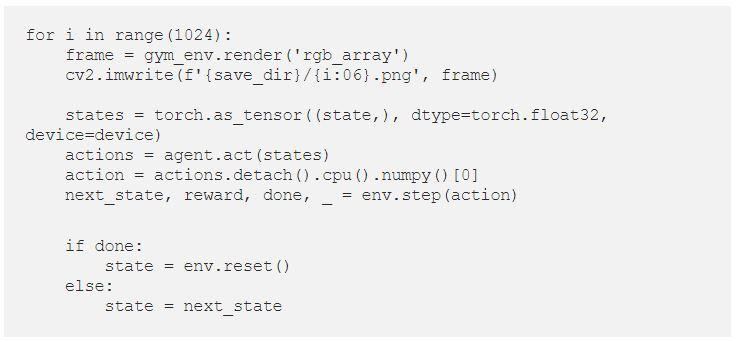 for i in range(1024):
    frame = gym_env.render('rgb_array')
    cv2.imwrite(f'{save_dir}/{i:06}.png', frame)

    states = torch.as_tensor((state,), dtype=torch.float32,
device=device)
    actions = agent.act(states)
    action = actions.detach().cpu().numpy()[0]
    next_state, reward, done, _ = env.step(action)

    if done:
        state = env.reset()
    else:
        state = next_state